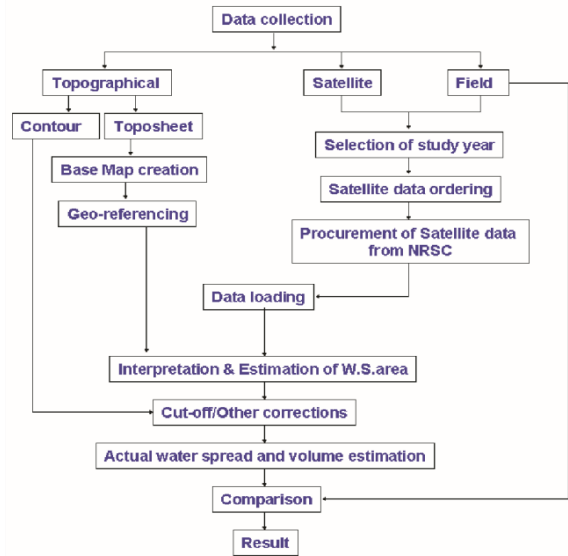 Data collection
Topographical
Satellite
Field
Contour
Toposheet
Selection of study year
Base Map creation
Satellite data ordering
Geo-referencing
Procurement of Satellite data
from NRSC
Data loading
Interpretation & Estimation of W.S.area
Cut-off/Other corrections
Actual water spread and volume estimation
Comparison
Result